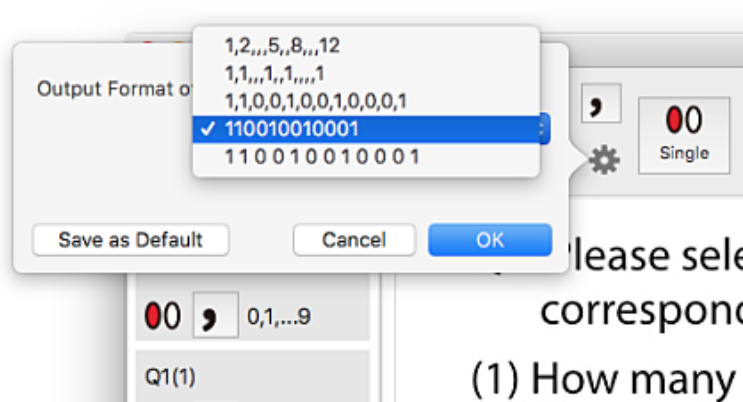 1,2,,,5,,8,,,12
1,1,,,1,,1,,,,1
Output Format o
1,1,0,0,1,0,0,1,0,0,0,1
✓ 110010010001
1 1 0 0 1 0 0 1 0 0 0 1
,
Single
Save as Default
Cancel
OK
Please sele
correspond
, 0,1,...9
(1) How many
Q1(1)